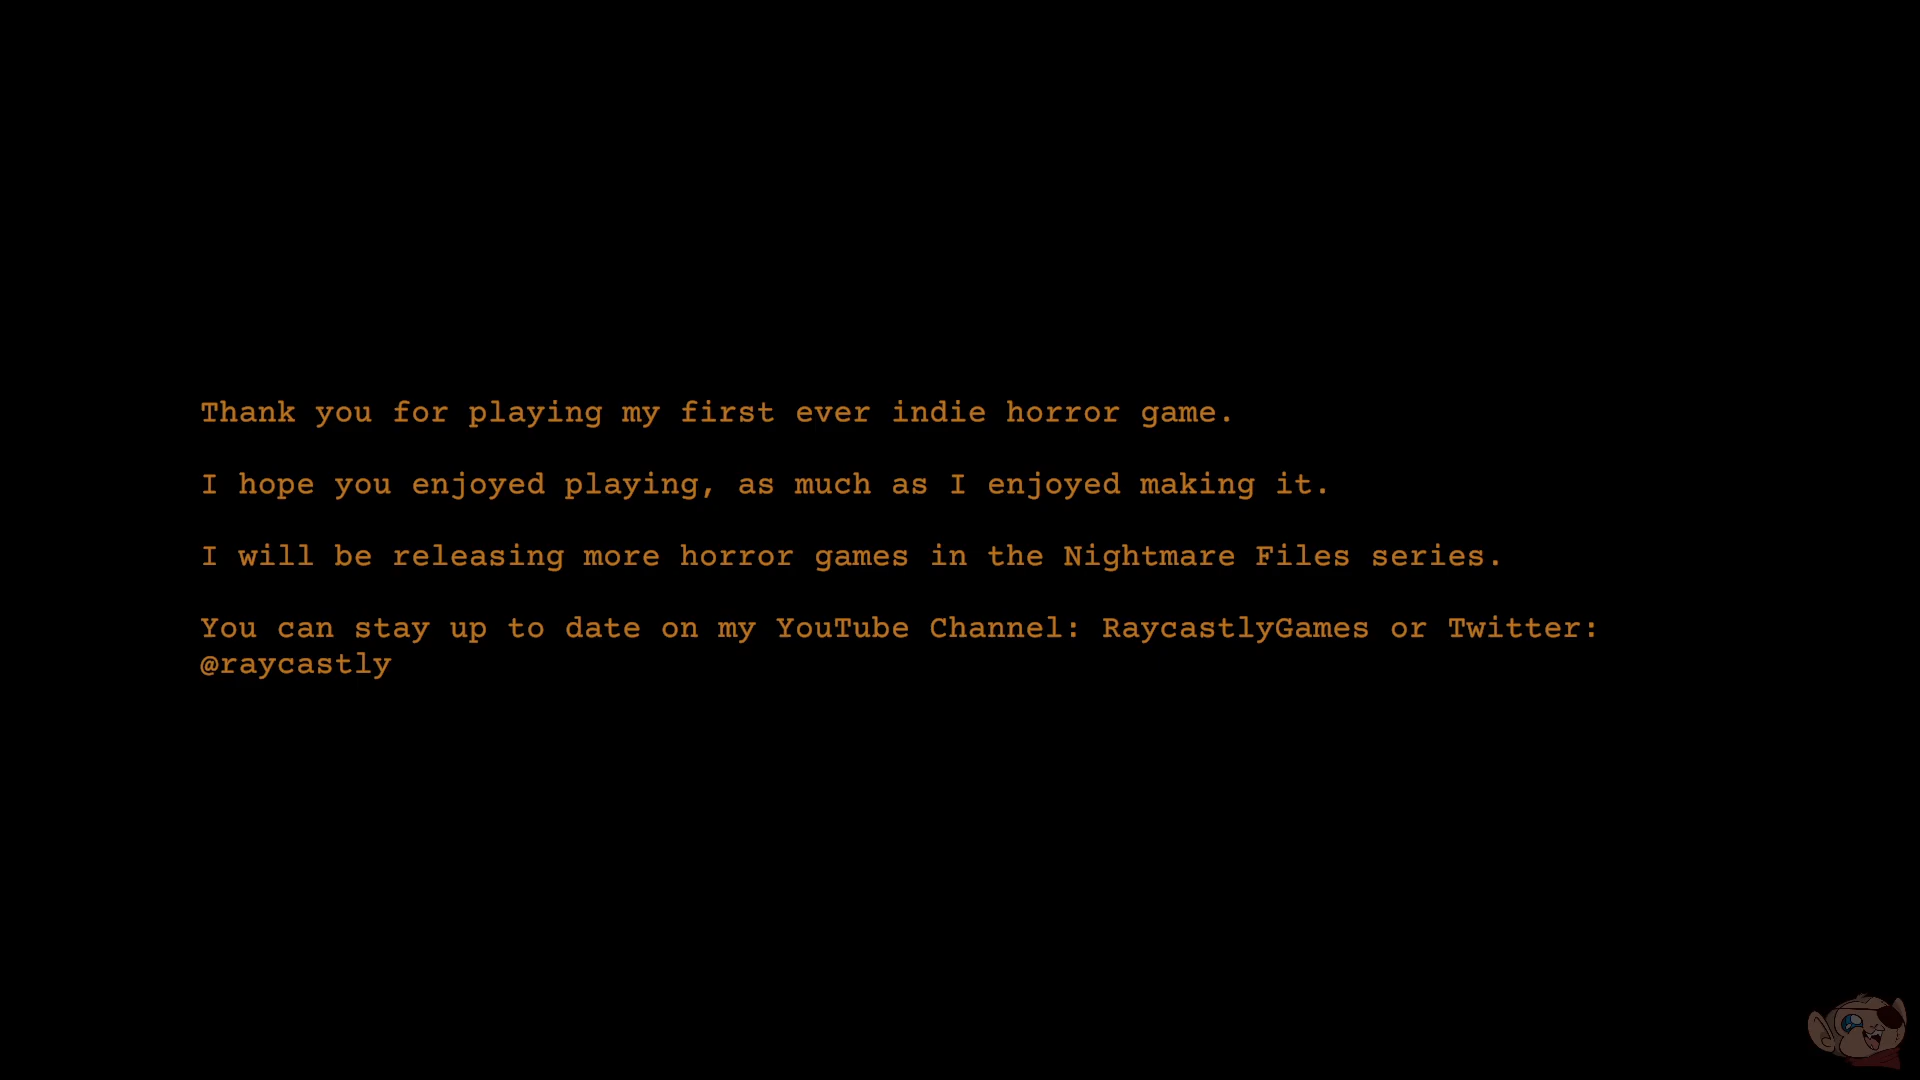 Thank you for playing my first ever indie horror game.
I hope you enjoyed playing, as much as I enjoyed making it.
I will be releasing more horror games in the Nightmare Files series.
You can stay up to date on my YouTube Channel: RaycastlyGames or Twitter:
@raycastly